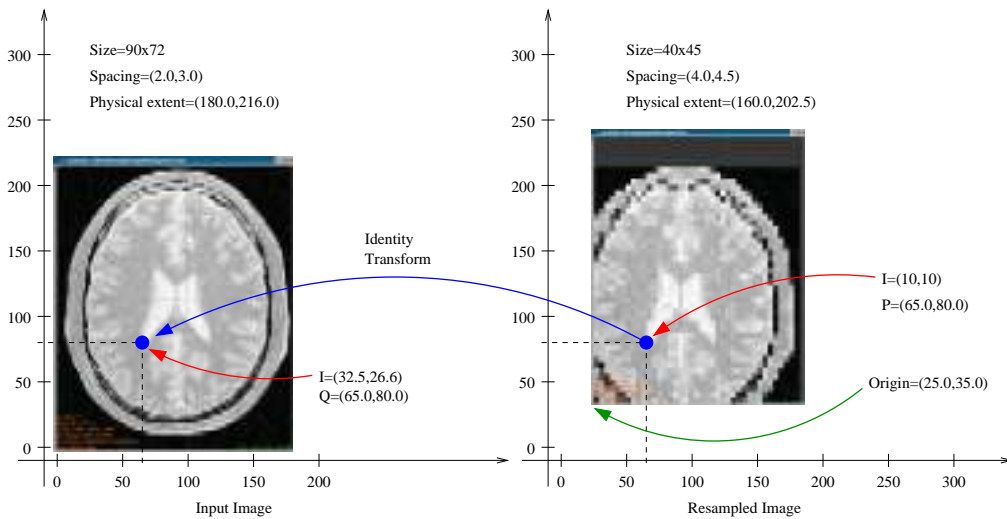 Size=90x72
Spacing=(2.0,3.0)
Physical extent=(180.0,216.0)
300
250
200
150
100
50
0
0 50 100 150 200
Input Image
Identity
Transform
I=(32.5,26.6)
Q=(65.0,80.0)
Size=40x45
Spacing=(4.0,4.5)
Physical extent=(160.0,202.5)
300
250
200
150
100
50
0
0 50 100 150 200 250 300
Resampled Image
I=(10,10)
P=(65.0,80.0)
Origin=(25.0,35.0)